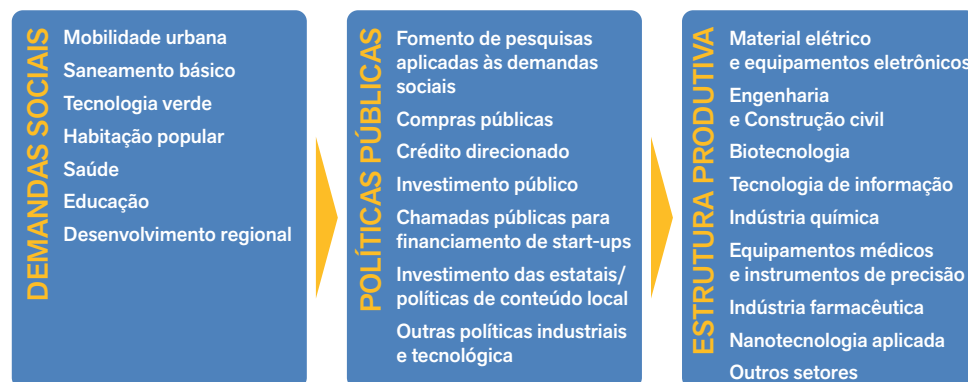 DEMANDAS SOCIAIS
Mobilidade urbana
Saneamento básico
Tecnologia verde
Habitação popular
Saúde
Educação
Desenvolvimento regional
POLÍTICAS PÚBLICAS
Fomento de pesquisas
aplicadas às demandas
sociais
Compras públicas
Crédito direcionado
Investimento público
Chamadas públicas para
financiamento de start-ups
Investimento das estatais/
políticas de conteúdo local
Outras políticas industriais
e tecnológica
ESTRUTURA PRODUTIVA
Material elétrico
e equipamentos eletrônicos
Engenharia
e Construção civil
Biotecnologia
Tecnologia de informação
Indústria química
Equipamentos médicos
e instrumentos de precisão
Indústria farmacêutica
Nanotecnologia aplicada
Outros setores